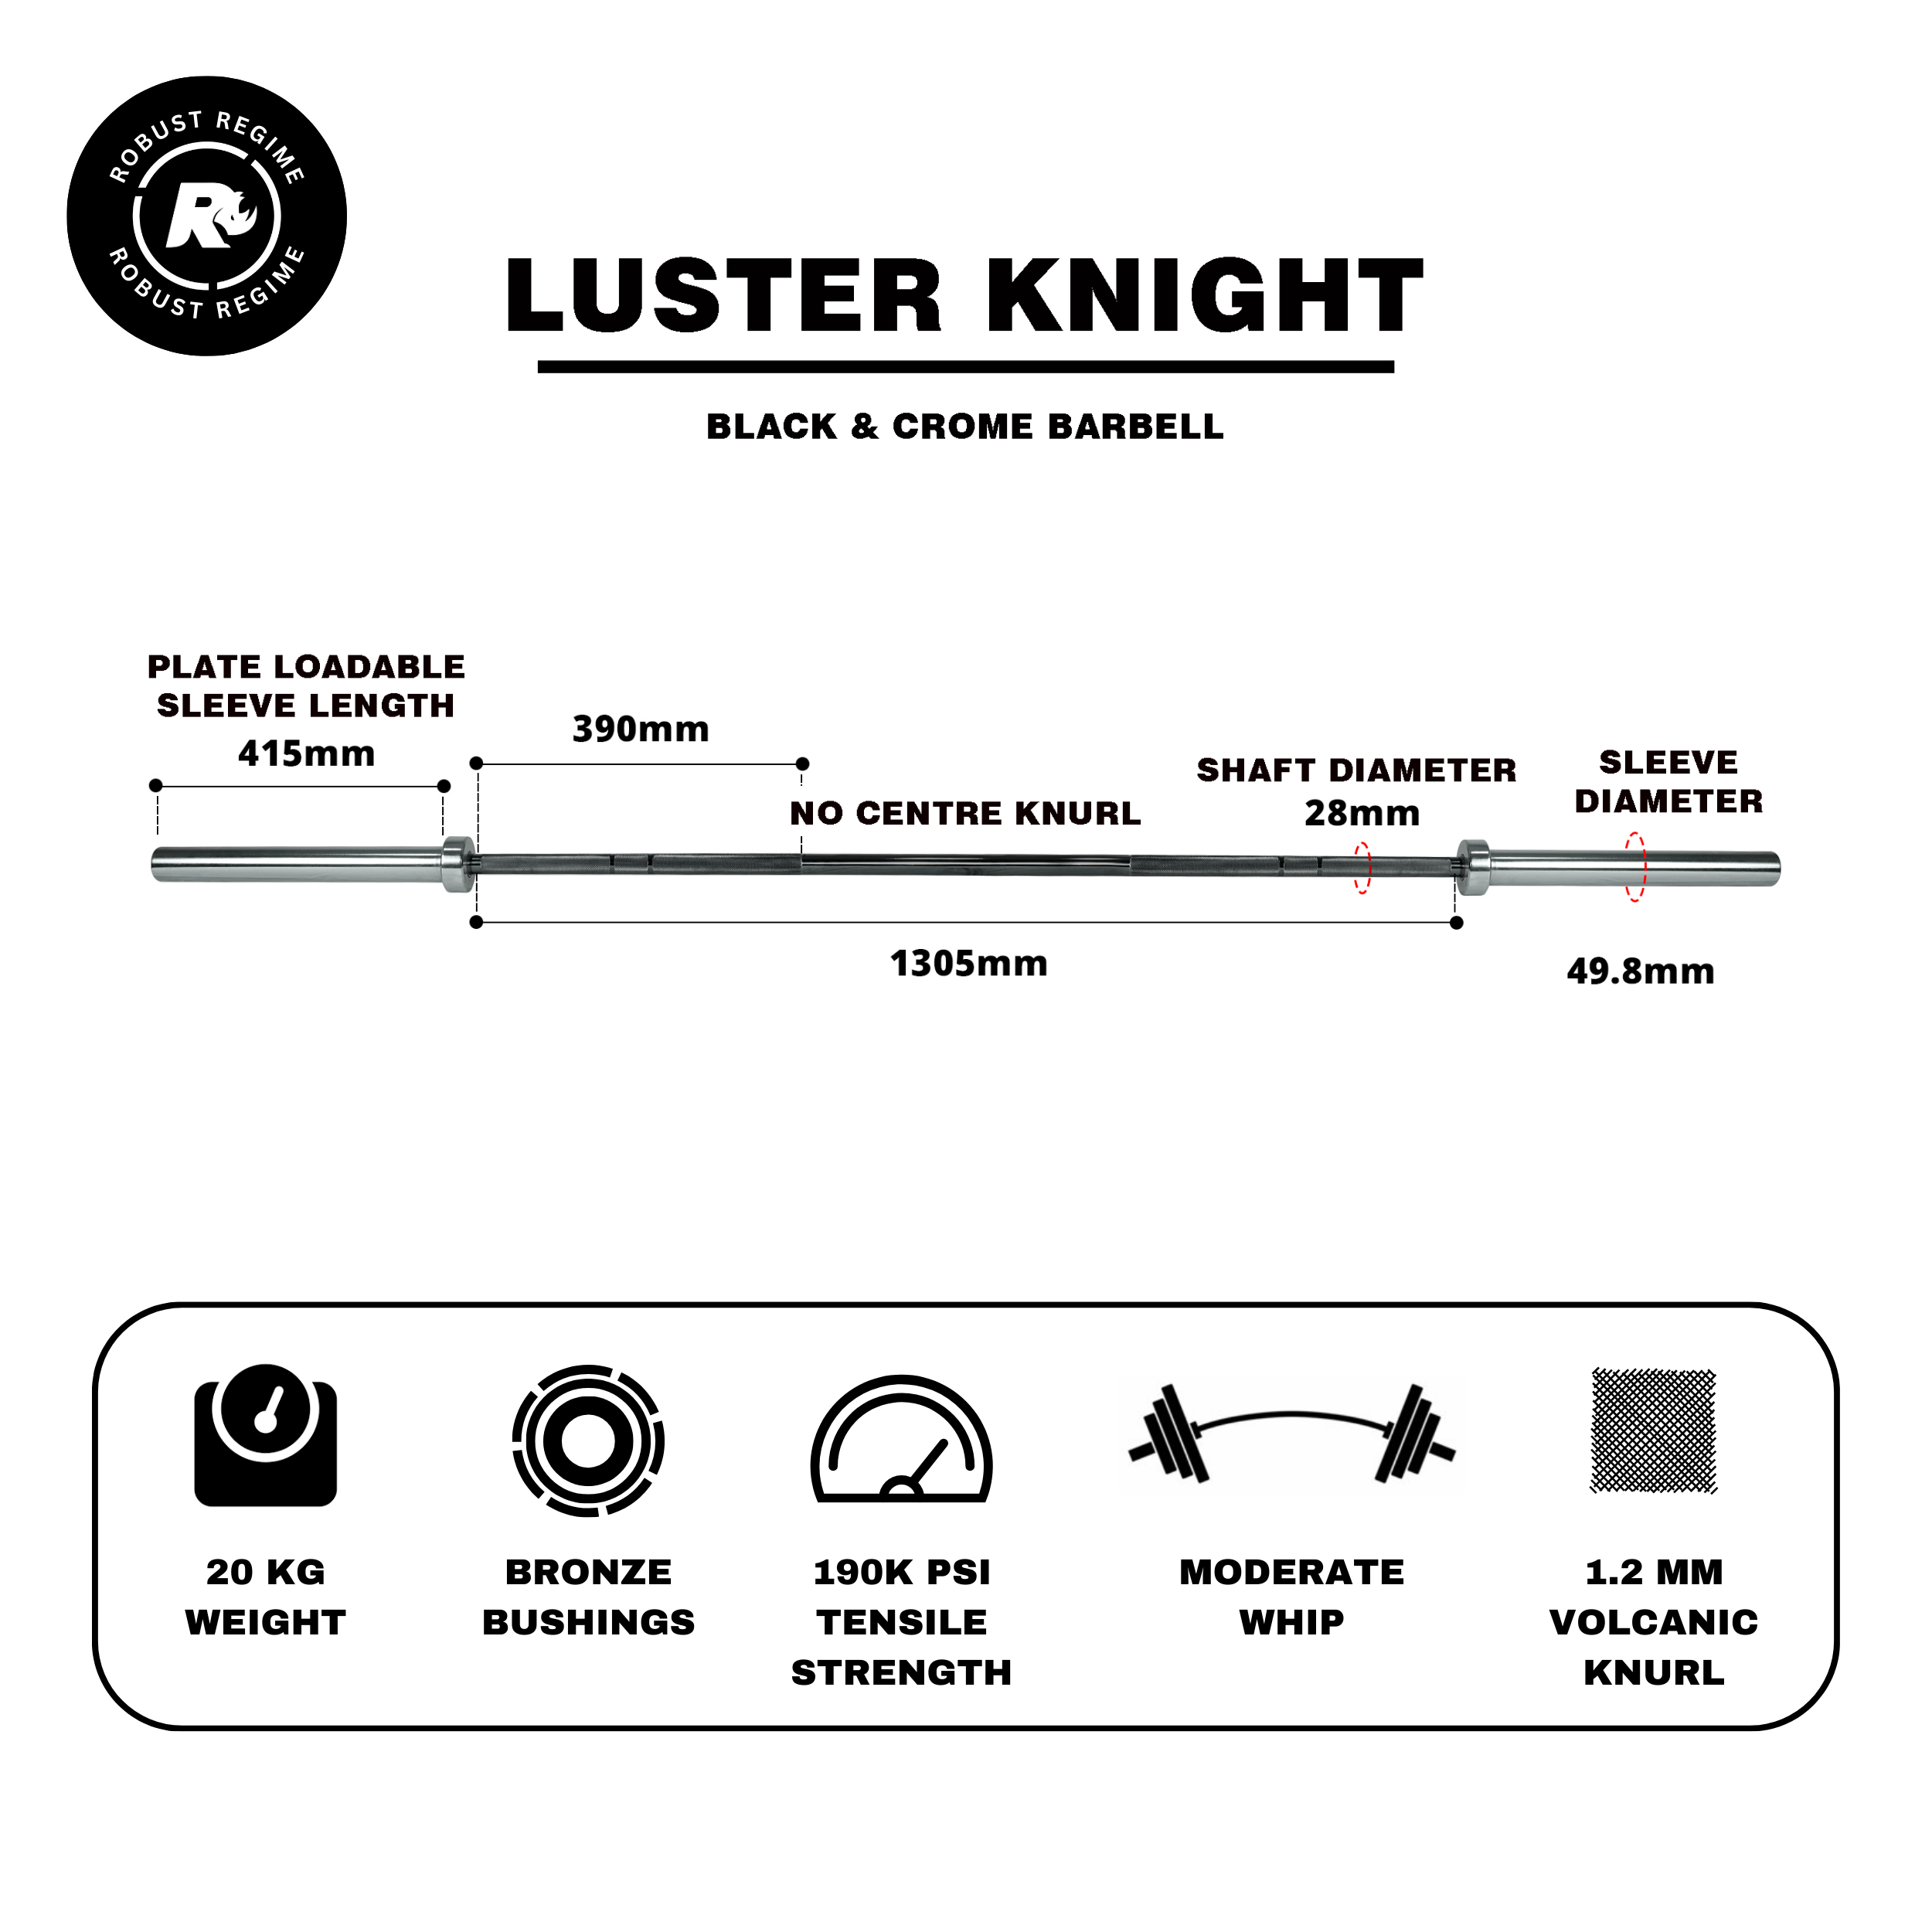 ROBUST REGIME
ROBUST REGIME
R
LUSTER KNIGHT
BLACK & CROME BARBELL
PLATE LOADABLE
SLEEVE LENGTH
415mm
390mm
NO CENTRE KNURL
SHAFT DIAMETER
28mm
SLEEVE
DIAMETER
1305mm
49.8mm
20 KG
WEIGHT
BRONZE
BUSHINGS
190K PSI
TENSILE
STRENGTH
MODERATE
WHIP
1.2 MM
VOLCANIC
KNURL